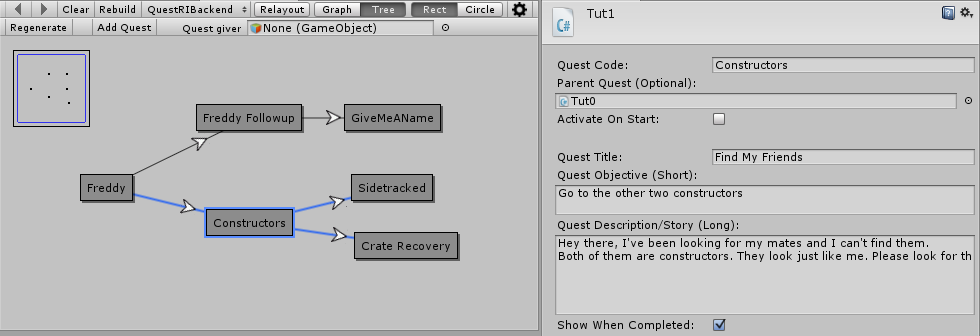 Clear Rebuild QuestRIBackend Relayout Graph Tree Rect Circle
Regenerate Add Quest Quest giver None (GameObject)
Freddy Followup GiveMeAName
Freddy Sidetracked
Constructors
Crate Recovery
Tut1
Quest Code: Constructors
Parent Quest (Optional):
Tut0
Activate On Start:
Quest Title: Find My Friends
Quest Objective (Short):
Go to the other two constructors
Quest Description/Story (Long):
Hey there, I've been looking for my mates and I can't find them.
Both of them are constructors. They look just like me. Please look for th
Show When Completed: